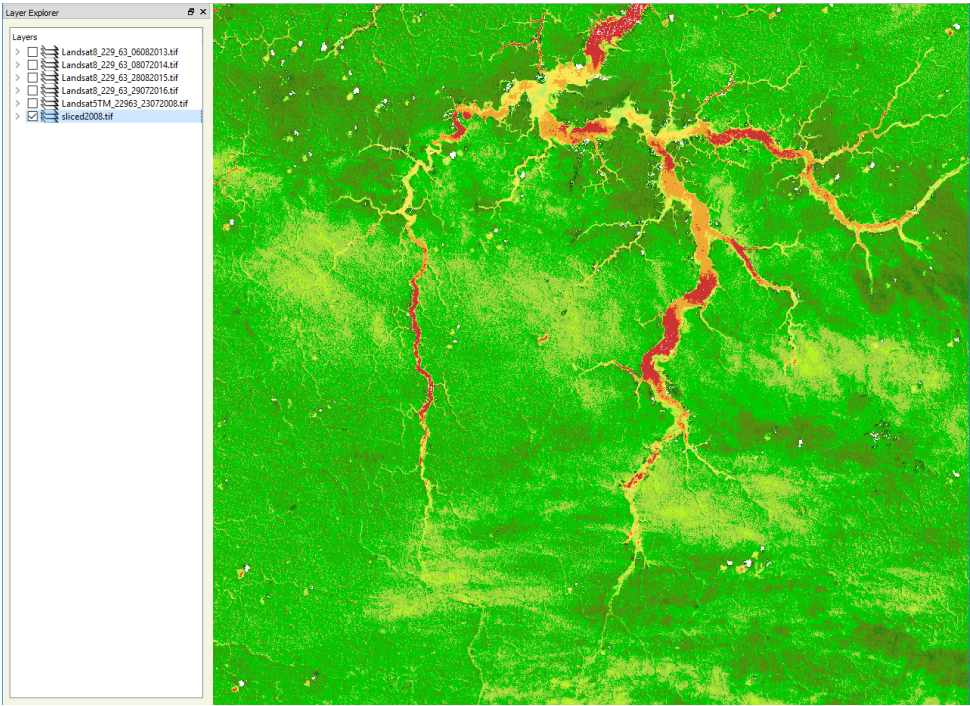 Layer Explorer
Layers
Landsat8_229_63_06082013.tif
Landsat8_229_63_08072014.tif
Landsat8_229_63_28082015.tif
Landsat8_229_63_29072016.tif
Landsat5TM_22963_23072008.tif
sliced2008.tif